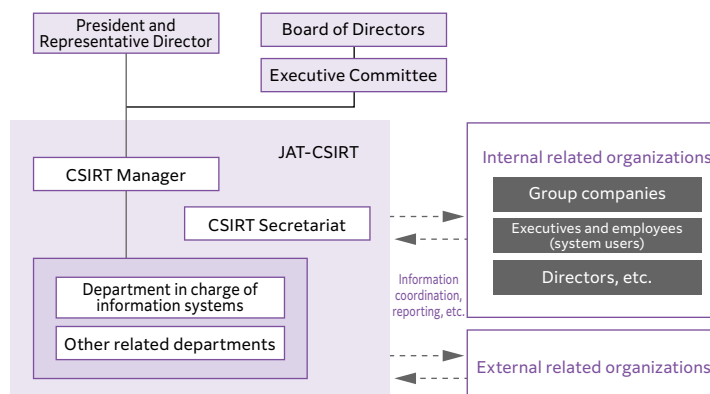 President and
Representative Director
Board of Directors
Executive Committee
JAT-CSIRT
CSIRT Manager
CSIRT Secretariat
Department in charge of
information systems
Other related departments
Information
coordination,
reporting, etc.
Internal related organizations
Group companies
Executives and employees
(system users)
Directors, etc.
External related organizations